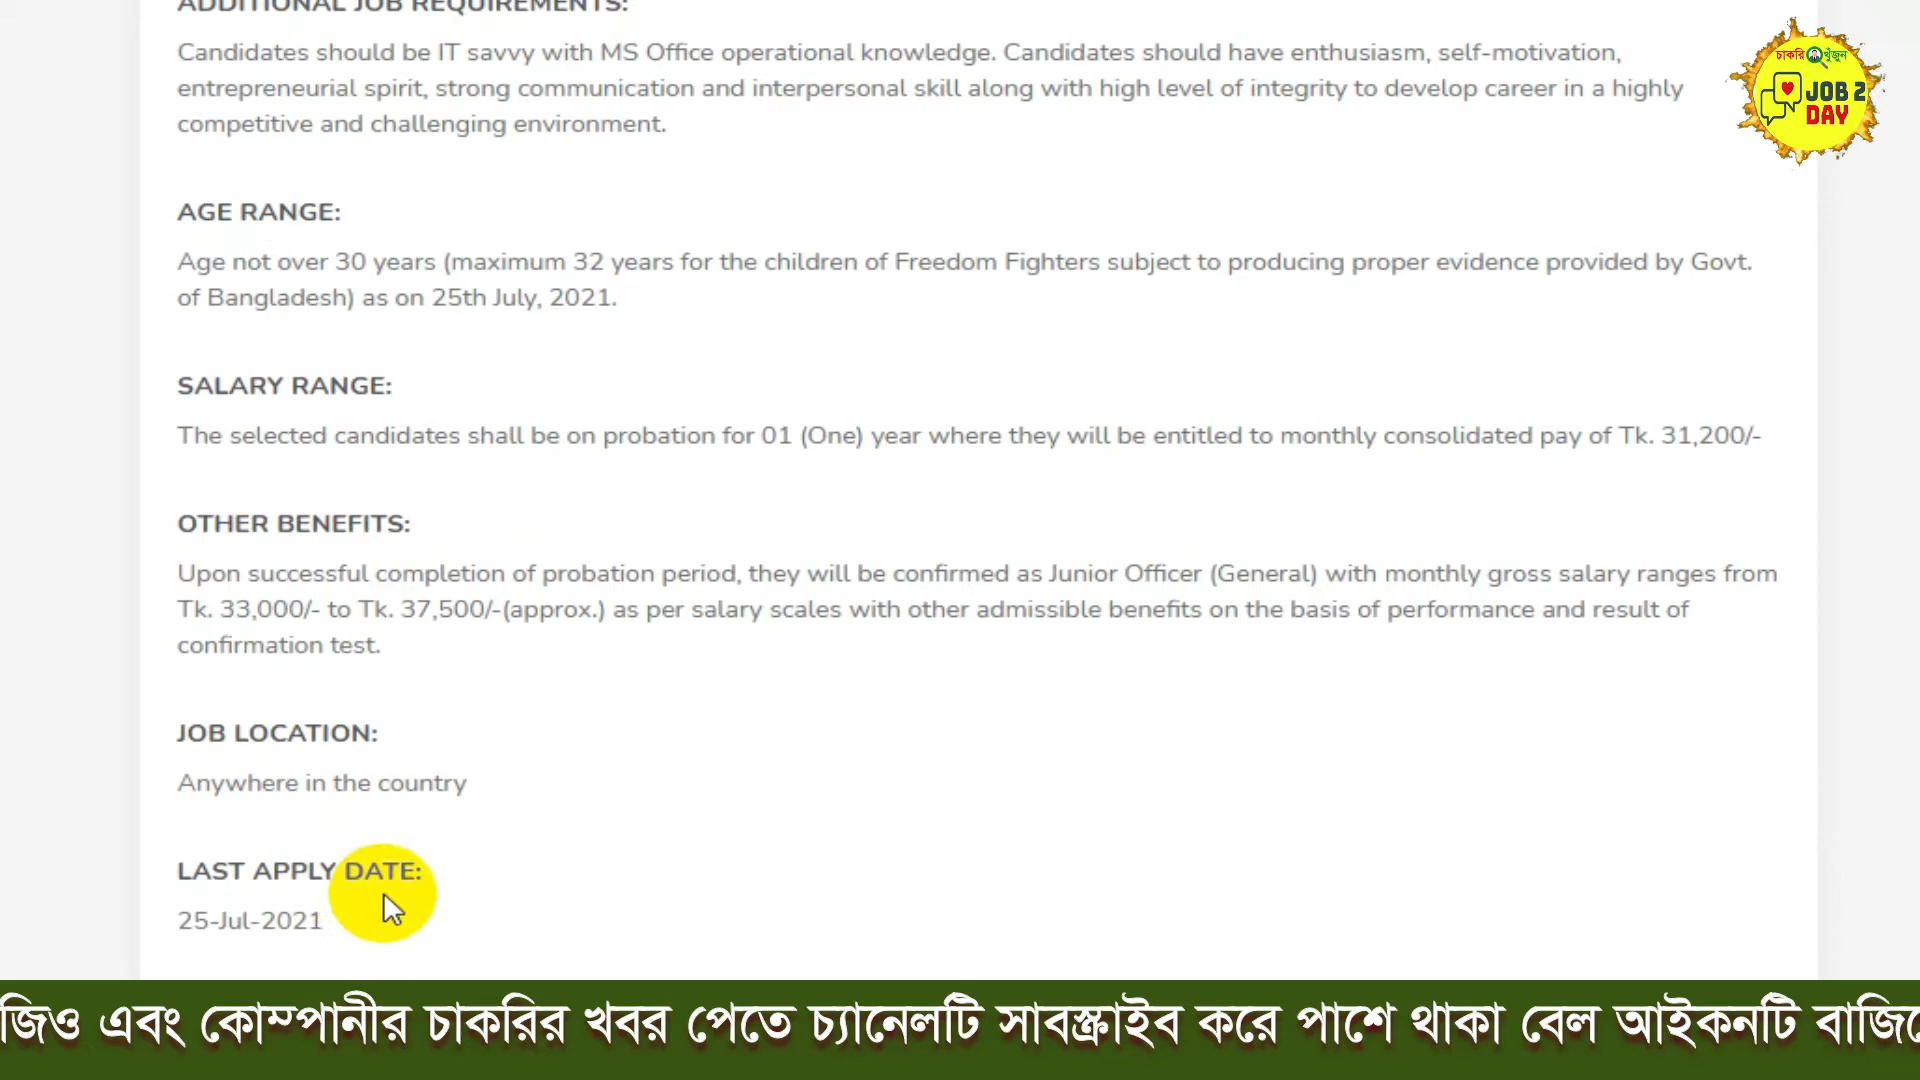 ADDITIONAL JOB REQUIREMENTS:
Candidates should be IT savvy with MS Office operational knowledge. Candidates should have enthusiasm, self-motivation,
entrepreneurial spirit, strong communication and interpersonal skill along with high level of integrity to develop career in a highly
competitive and challenging environment.
চাকরি খুঁজুন
JOB 2
DAY
AGE RANGE:
Age not over 30 years (maximum 32 years for the children of Freedom Fighters subject to producing proper evidence provided by Govt.
of Bangladesh) as on 25th July, 2021.
SALARY RANGE:
The selected candidates shall be on probation for 01 (One) year where they will be entitled to monthly consolidated pay of Tk. 31,200/-
OTHER BENEFITS:
Upon successful completion of probation period, they will be confirmed as Junior Officer (General) with monthly gross salary ranges from
Tk. 33,000/- to Tk. 37,500/-(approx.) as per salary scales with other admissible benefits on the basis of performance and result of
confirmation test.
JOB LOCATION:
Anywhere in the country
LAST APPLY DATE:
25-Jul-2021
জিও এবং কোম্পানীর চাকরির খবর পেতে চ্যানেলটি সাবস্ক্রাইব করে পাশে থাকা বেল আইকনটি